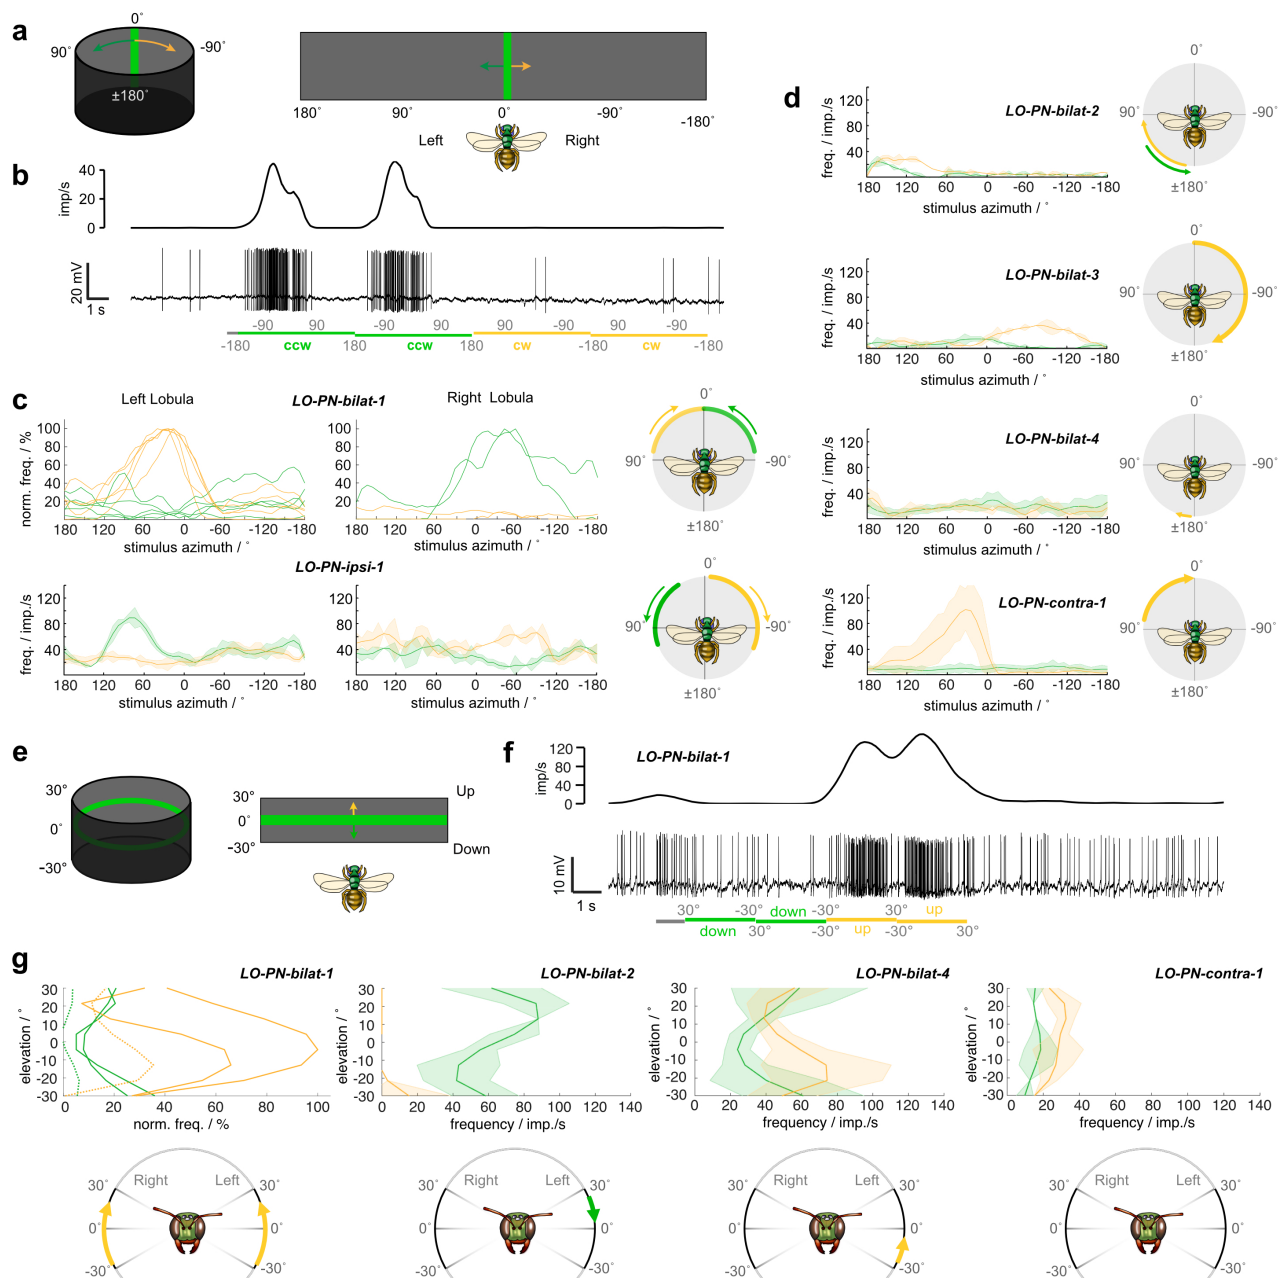 a
0°
90°
-90°
±180°
180°
90°
0°
-90°
-180°
Left
Right
b
imp/s
40
20
0
20 mV
1 s
-90
90
-90
90
90
-90
90
-90
ccw
ccw
cw
cw
-180
180
180
-180
-180
c
Left Lobula
LO-PN-bilat-1
Right Lobula
norm. freq. / %
100
80
60
40
20
180 120 60 0 -60 -120 -180
stimulus azimuth / °
100
80
60
40
20
180 120 60 0 -60 -120 -180
stimulus azimuth / °
0°
90°
-90°
±180°
LO-PN-ipsi-1
freq. / imp./s
120
80
40
180 120 60 0 -60 -120 -180
stimulus azimuth / °
120
80
40
180 120 60 0 -60 -120 -180
stimulus azimuth / °
0°
90°
-90°
±180°
d
LO-PN-bilat-2
freq. / imp./s
120
80
40
180 120 60 0 -60 -120 -180
stimulus azimuth / °
0°
90°
-90°
±180°
LO-PN-bilat-3
freq. / imp./s
120
80
40
180 120 60 0 -60 -120 -180
stimulus azimuth / °
0°
90°
-90°
±180°
LO-PN-bilat-4
freq. / imp./s
120
80
40
180 120 60 0 -60 -120 -180
stimulus azimuth / °
0°
90°
-90°
±180°
LO-PN-contra-1
freq. / imp./s
120
80
40
180 120 60 0 -60 -120 -180
stimulus azimuth / °
0°
90°
-90°
±180°
e
30°
0°
-30°
30°
0°
-30°
Up
Down
f
LO-PN-bilat-1
imp/s
120
80
40
0
10 mV
1 s
30° -30° down -30° 30° up
down 30° -30° up -30° 30°
g
LO-PN-bilat-1
elevation / °
30
20
10
0
-10
-20
-30
0 20 40 60 80 100
norm. freq. / %
LO-PN-bilat-2
elevation / °
30
20
10
0
-10
-20
-30
0 20 40 60 80 100 120 140
frequency / imp./s
LO-PN-bilat-4
elevation / °
30
20
10
0
-10
-20
-30
0 20 40 60 80 100 120 140
frequency / imp./s
LO-PN-contra-1
elevation / °
30
20
10
0
-10
-20
-30
0 20 40 60 80 100 120 140
frequency / imp./s
Right Left
30° 30°
0° 0°
-30° -30°
Right Left
30° 30°
0° 0°
-30° -30°
Right Left
30° 30°
0° 0°
-30° -30°
Right Left
30° 30°
0° 0°
-30° -30°